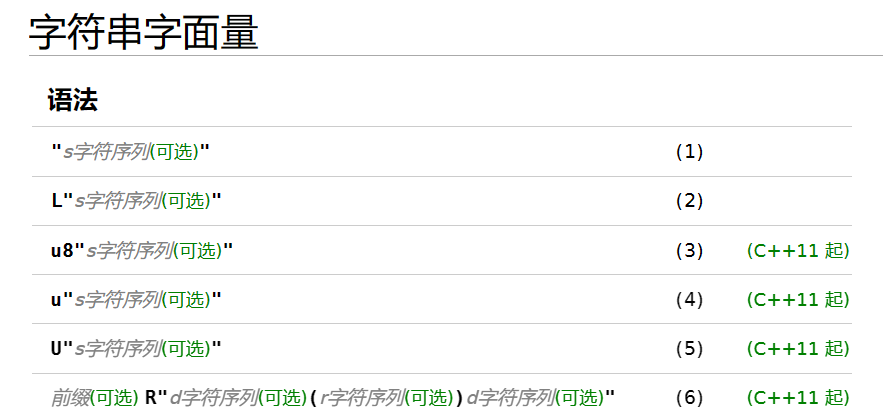 字符串字面量
语法
"s字符序列(可选)" (1)
L"s字符序列(可选)" (2)
u8"s字符序列(可选)" (3) (C++11 起)
u"s字符序列(可选)" (4) (C++11 起)
U"s字符序列(可选)" (5) (C++11 起)
前缀(可选) R"d字符序列(可选)(r字符序列(可选))d字符序列(可选)" (6) (C++11 起)